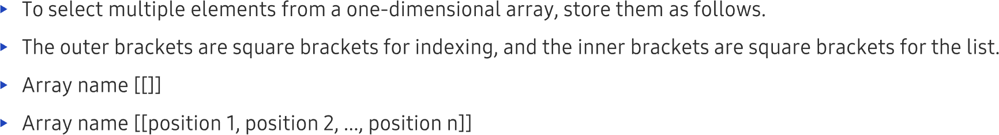 ▸ To select multiple elements from a one-dimensional array, store them as follows.
▸ The outer brackets are square brackets for indexing, and the inner brackets are square brackets for the list.
▸ Array name [[]]
▸ Array name [[position 1, position 2, ..., position n]]